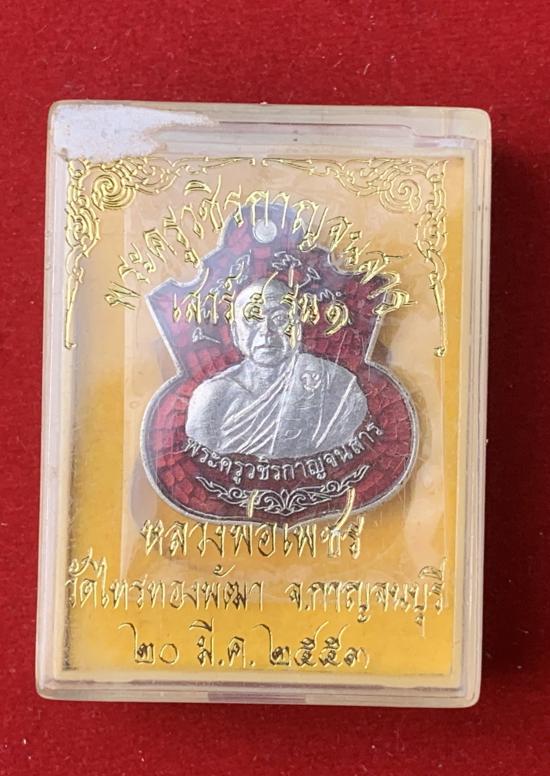 พระครูวชิรกาญจนสาร
เสาร์ ๕ รุ่น ๑
พระครูวชิรกาญจนสาร
หลวงพ่อเพชร
วัดไทรทองพัฒนา จ.กาญจนบุรี
๒๐ มี.ค. ๒๕๕๓